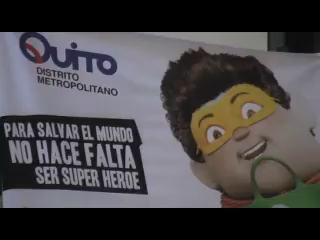 QUITO
DISTRITO
METROPOLITANO
PARA SALVAR EL MUNDO
NO HACE FALTA
SER SUPER HEROE